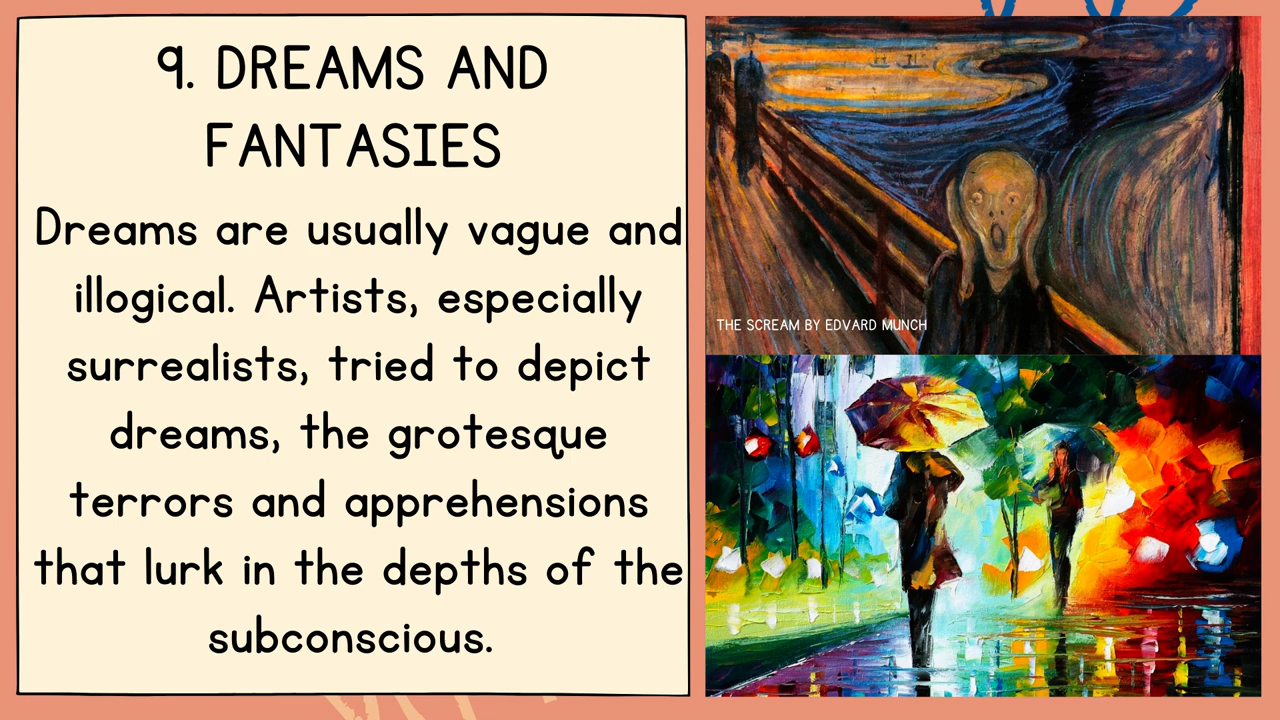 9. DREAMS AND
FANTASIES
Dreams are usually vague and
illogical. Artists, especially
surrealists, tried to depict
dreams, the grotesque
terrors and apprehensions
that lurk in the depths of the
subconscious.
THE SCREAM BY EDVARD MUNCH